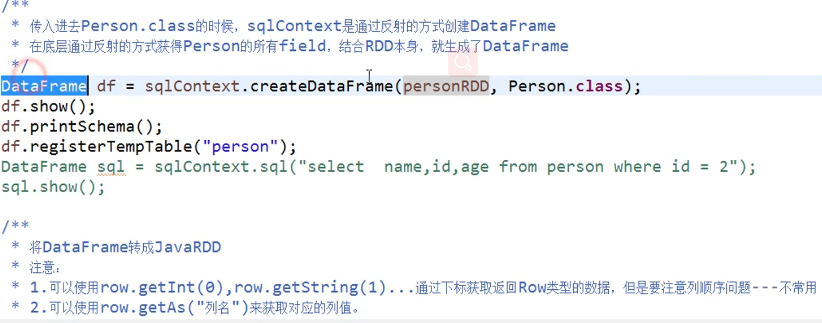 /**
* 传入进去Person.class的时候，sqlContext是通过反射的方式创建DataFrame
* 在底层通过反射的方式获得Person的所有field，结合RDD本身，就生成了DataFrame
*/
DataFrame df = sqlContext.createDataFrame(personRDD, Person.class);
df.show();
df.printSchema();
df.registerTempTable("person");
DataFrame sql = sqlContext.sql("select  name,id,age from person where id = 2");
sql.show();
/**
* 将DataFrame转成JavaRDD
* 注意：
* 1.可以使用row.getInt(0),row.getString(1)...通过下标获取返回Row类型的数据，但是要注意列顺序问题---不常用
* 2.可以使用row.getAs("列名")来获取对应的列值。